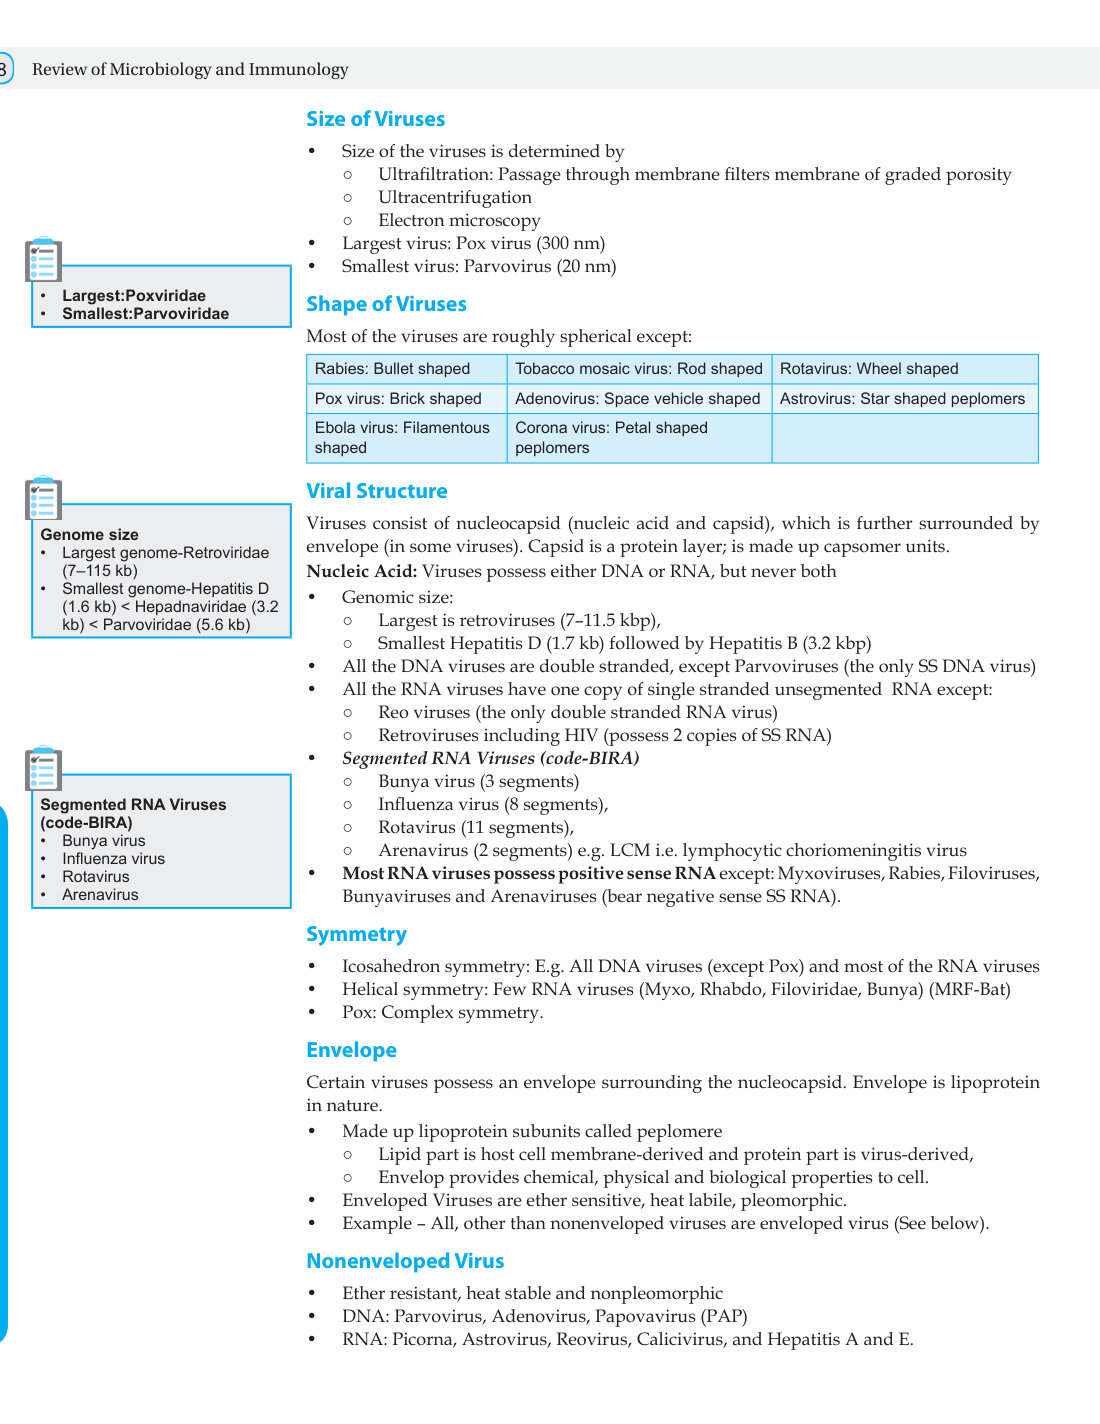 8 Review of Microbiology and Immunology
Size of Viruses
• Size of the viruses is determined by
○ Ultrafiltration: Passage through membrane filters membrane of graded porosity
○ Ultracentrifugation
○ Electron microscopy
• Largest virus: Pox virus (300 nm)
• Smallest virus: Parvovirus (20 nm)
• Largest:Poxviridae
• Smallest:Parvoviridae
Shape of Viruses
Most of the viruses are roughly spherical except:
Rabies: Bullet shaped Tobacco mosaic virus: Rod shaped Rotavirus: Wheel shaped
Pox virus: Brick shaped Adenovirus: Space vehicle shaped Astrovirus: Star shaped peplomers
Ebola virus: Filamentous Corona virus: Petal shaped
shaped peplomers
Viral Structure
Viruses consist of nucleocapsid (nucleic acid and capsid), which is further surrounded by
envelope (in some viruses). Capsid is a protein layer; is made up capsomer units.
Nucleic Acid: Viruses possess either DNA or RNA, but never both
• Genomic size:
○ Largest is retroviruses (7–11.5 kbp),
○ Smallest Hepatitis D (1.7 kb) followed by Hepatitis B (3.2 kbp)
• All the DNA viruses are double stranded, except Parvoviruses (the only SS DNA virus)
• All the RNA viruses have one copy of single stranded unsegmented RNA except:
○ Reo viruses (the only double stranded RNA virus)
○ Retroviruses including HIV (possess 2 copies of SS RNA)
• Segmented RNA Viruses (code-BIRA)
○ Bunya virus (3 segments)
○ Influenza virus (8 segments),
○ Rotavirus (11 segments),
○ Arenavirus (2 segments) e.g. LCM i.e. lymphocytic choriomeningitis virus
• Most RNA viruses possess positive sense RNA except: Myxoviruses, Rabies, Filoviruses,
Bunyaviruses and Arenaviruses (bear negative sense SS RNA).
Genome size
• Largest genome-Retroviridae
(7–115 kb)
• Smallest genome-Hepatitis D
(1.6 kb) < Hepadnaviridae (3.2
kb) < Parvoviridae (5.6 kb)
Segmented RNA Viruses
(code-BIRA)
• Bunya virus
• Influenza virus
• Rotavirus
• Arenavirus
Symmetry
• Icosahedron symmetry: E.g. All DNA viruses (except Pox) and most of the RNA viruses
• Helical symmetry: Few RNA viruses (Myxo, Rhabdo, Filoviridae, Bunya) (MRF-Bat)
• Pox: Complex symmetry.
Envelope
Certain viruses possess an envelope surrounding the nucleocapsid. Envelope is lipoprotein
in nature.
• Made up lipoprotein subunits called peplomere
○ Lipid part is host cell membrane-derived and protein part is virus-derived,
○ Envelop provides chemical, physical and biological properties to cell.
• Enveloped Viruses are ether sensitive, heat labile, pleomorphic.
• Example – All, other than nonenveloped viruses are enveloped virus (See below).
Nonenveloped Virus
• Ether resistant, heat stable and nonpleomorphic
• DNA: Parvovirus, Adenovirus, Papovavirus (PAP)
• RNA: Picorna, Astrovirus, Reovirus, Calicivirus, and Hepatitis A and E.